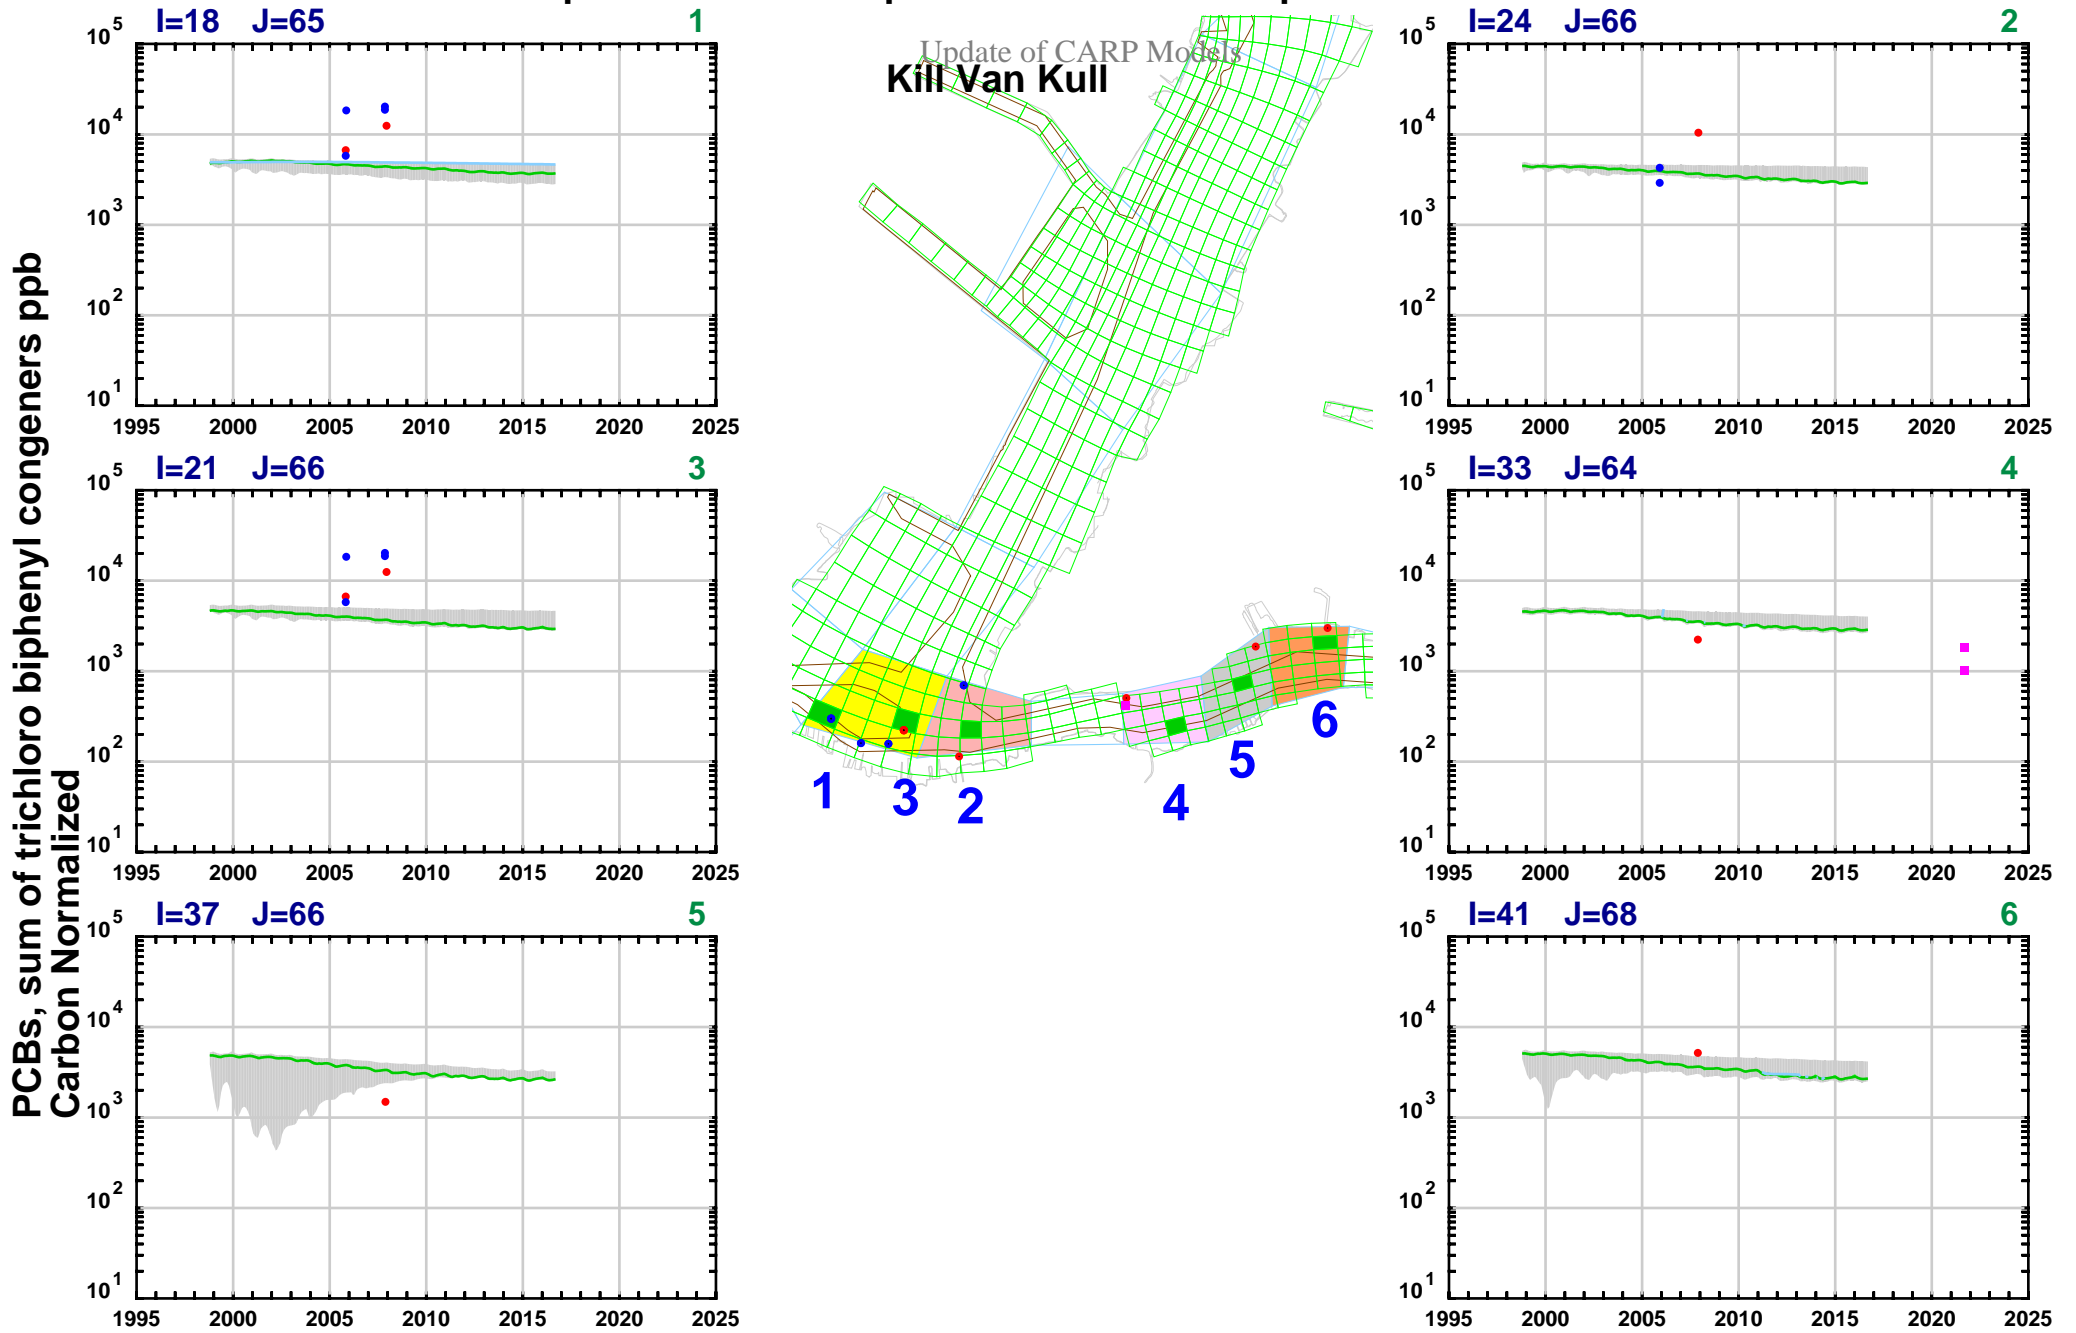 Update of CARP Models
Kill Van Kull
PCBs, sum of trichloro biphenyl congeners ppb
Carbon Normalized
I=18 J=65 1
10^5
10^4
10^3
10^2
10^1
1995 2000 2005 2010 2015 2020 2025
I=24 J=66 2
10^5
10^4
10^3
10^2
10^1
1995 2000 2005 2010 2015 2020 2025
I=21 J=66 3
10^5
10^4
10^3
10^2
10^1
1995 2000 2005 2010 2015 2020 2025
I=33 J=64 4
10^5
10^4
10^3
10^2
10^1
1995 2000 2005 2010 2015 2020 2025
I=37 J=66 5
10^5
10^4
10^3
10^2
10^1
1995 2000 2005 2010 2015 2020 2025
I=41 J=68 6
10^5
10^4
10^3
10^2
10^1
1995 2000 2005 2010 2015 2020 2025
1 3 2 4 5 6